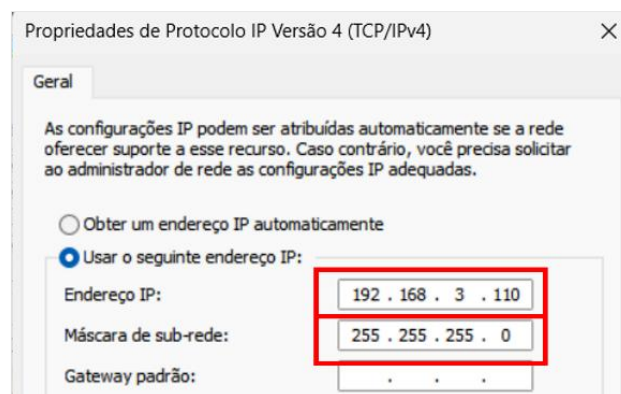 Propriedades de Protocolo IP Versão 4 (TCP/IPv4)
Geral
As configurações IP podem ser atribuídas automaticamente se a rede
oferecer suporte a esse recurso. Caso contrário, você precisa solicitar
ao administrador de rede as configurações IP adequadas.
Obter um endereço IP automaticamente
Usar o seguinte endereço IP:
Endereço IP: 192 . 168 . 3 . 110
Máscara de sub-rede: 255 . 255 . 255 . 0
Gateway padrão: . . .